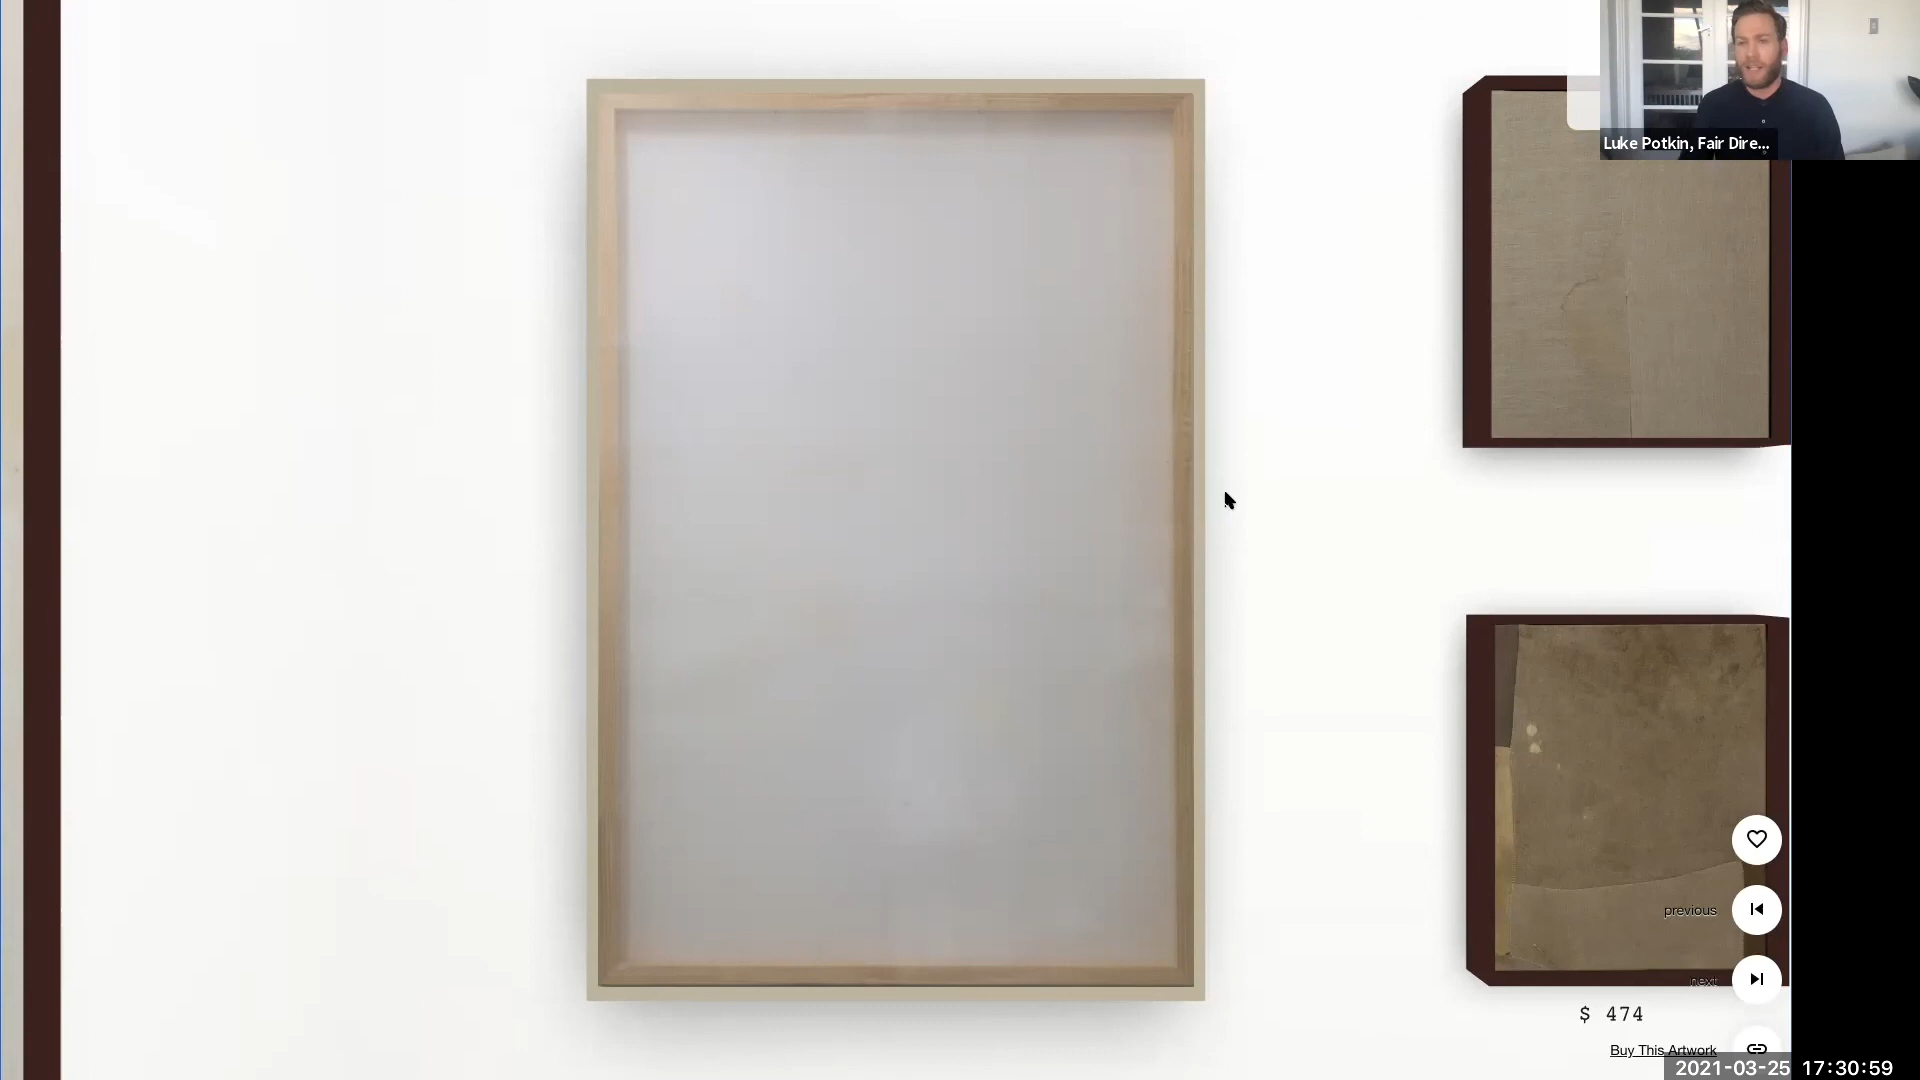 Luke Potkin, Fair Dire...
previous
next
$ 474
Buy This Artwork
2021-03-25 17:30:59